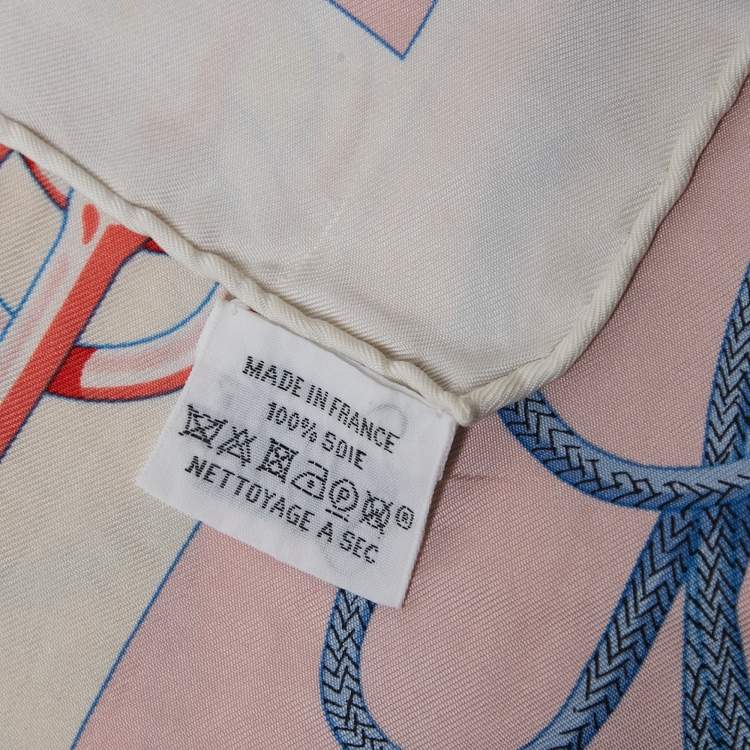 MADE IN FRANCE
100% SOIE
P ®
NETTOYAGE A SEC